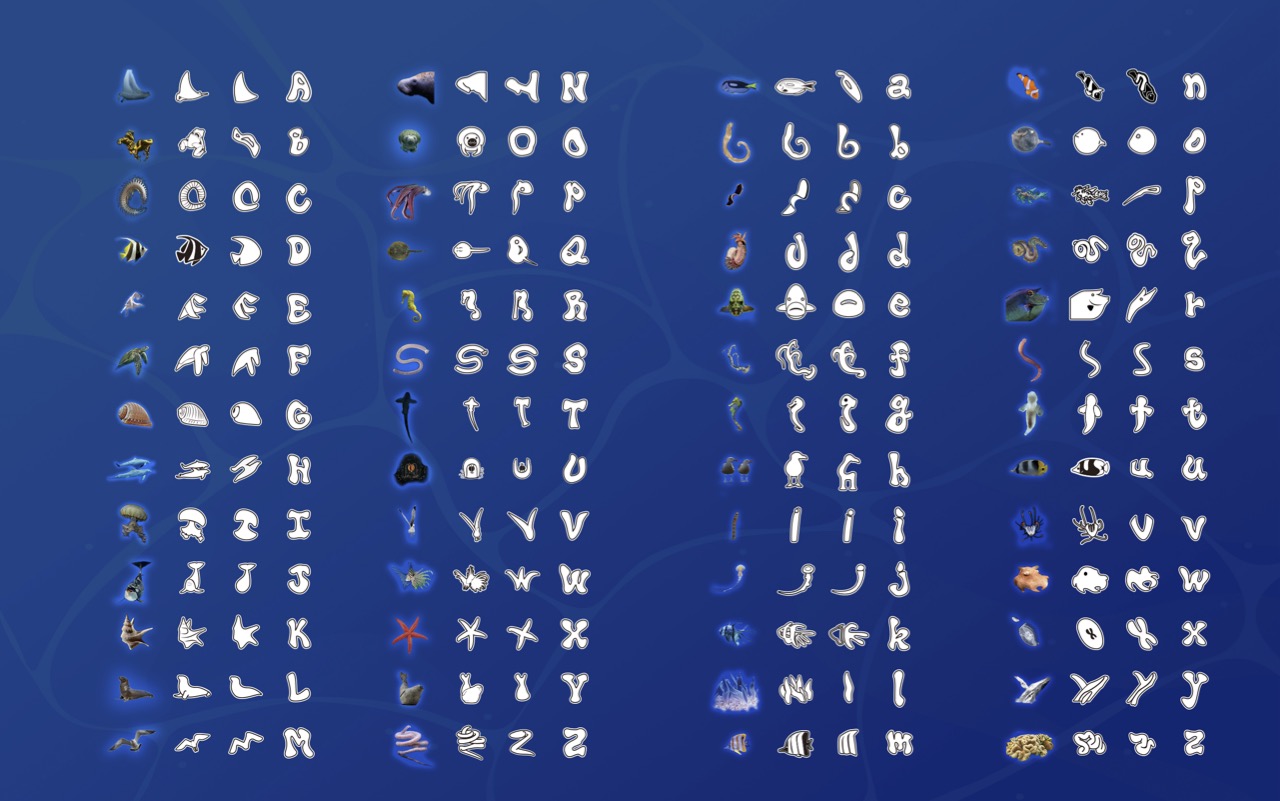 A N a n
B O b o
C P c p
D Q d q
E R e r
F S f s
G T g t
H U h u
I V i v
J W j w
K X k x
L Y l y
M Z m z